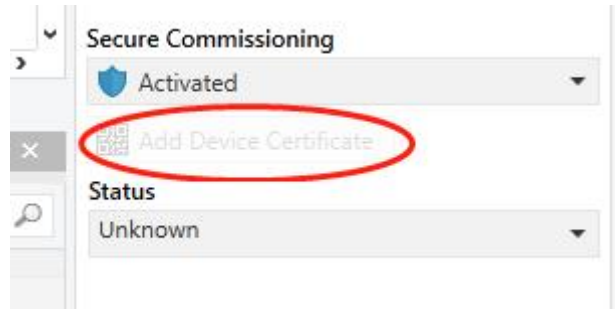 Secure Commissioning
Activated
Add Device Certificate
Status
Unknown